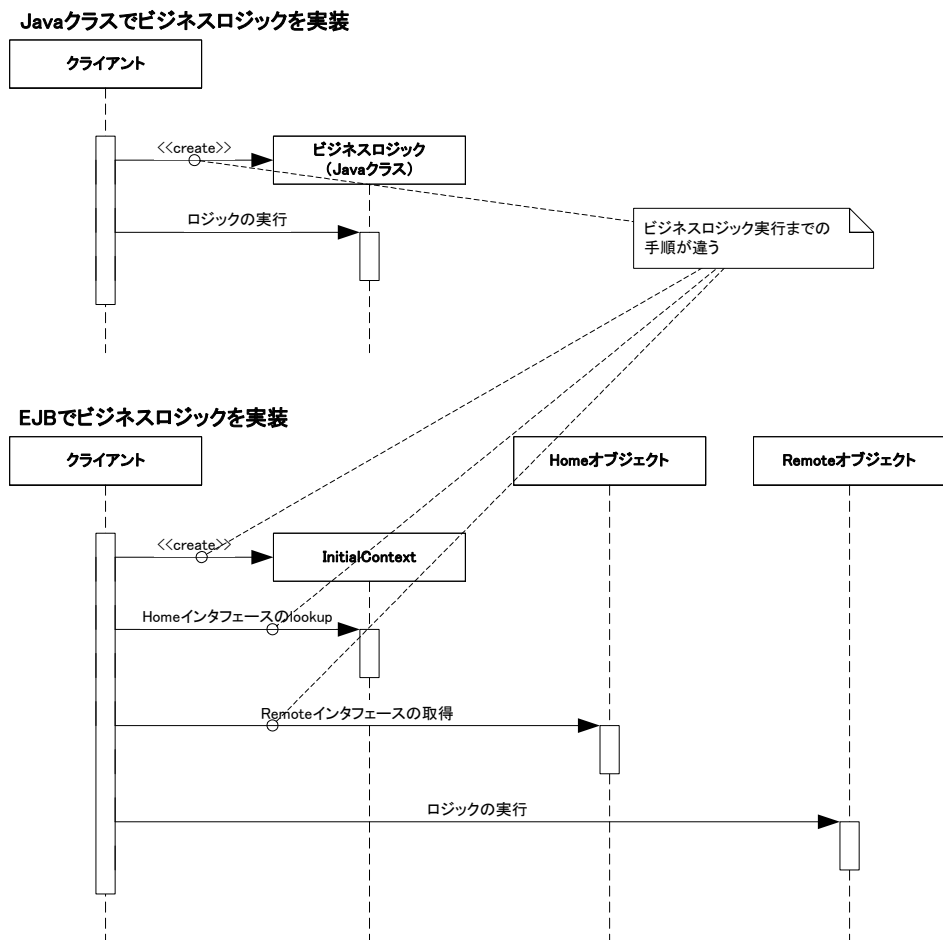 Javaクラスでビジネスロジックを実装
クライアント
<<create>>
ビジネスロジック
（Javaクラス）
ロジックの実行
ビジネスロジック実行までの
手順が違う
EJBでビジネスロジックを実装
クライアント
Homeオブジェクト
Remoteオブジェクト
<<create>>
InitialContext
Homeインタフェースのlookup
Remoteインタフェースの取得
ロジックの実行